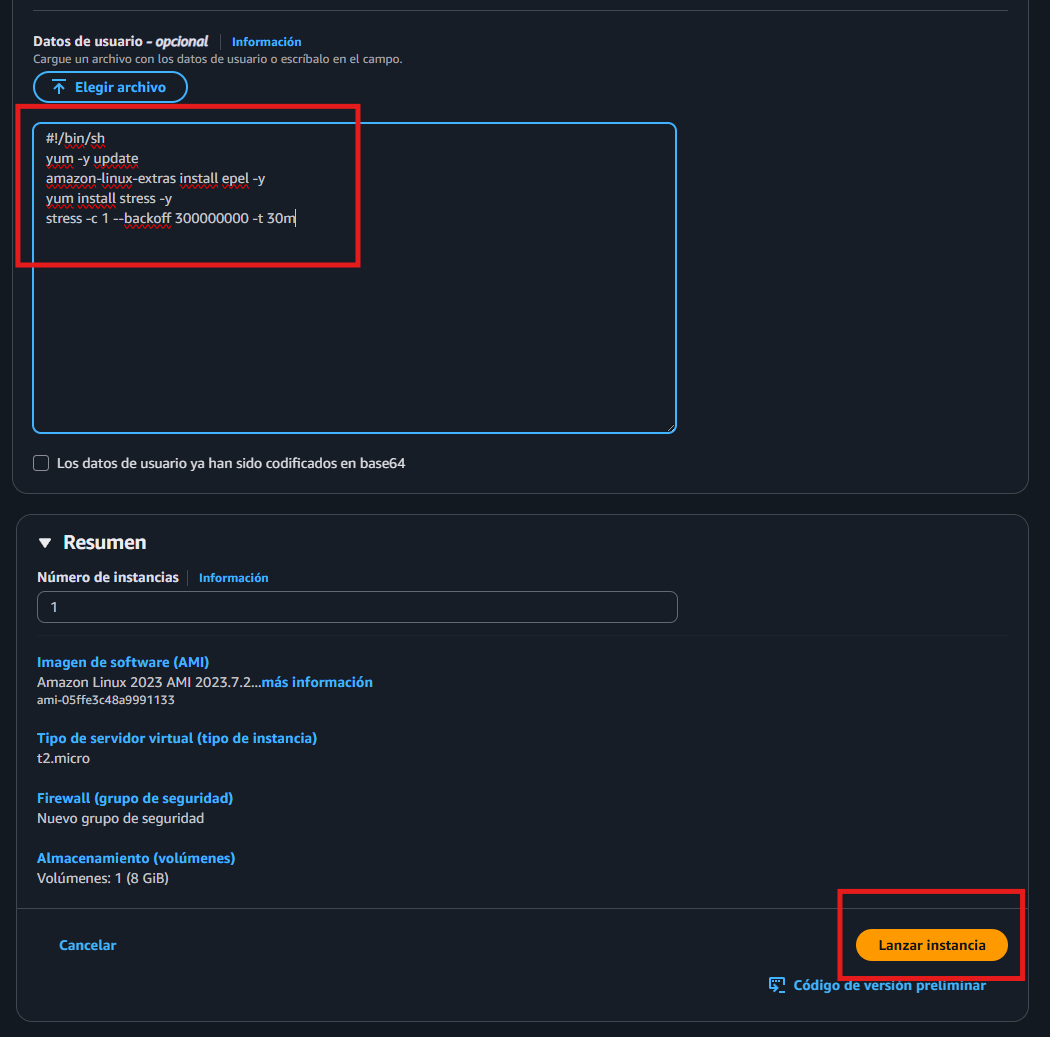 Datos de usuario - opcional Información
Cargue un archivo con los datos de usuario o escríbalo en el campo.
Elegir archivo
#!/bin/sh
yum -y update
amazon-linux-extras install epel -y
yum install stress -y
stress -c 1 --backoff 300000000 -t 30m
Los datos de usuario ya han sido codificados en base64
Resumen
Número de instancias Información
1
Imagen de software (AMI)
Amazon Linux 2023 AMI 2023.7.2...más información
ami-05ffe3c48a9991133
Tipo de servidor virtual (tipo de instancia)
t2.micro
Firewall (grupo de seguridad)
Nuevo grupo de seguridad
Almacenamiento (volúmenes)
Volúmenes: 1 (8 GiB)
Cancelar Lanzar instancia
Código de versión preliminar